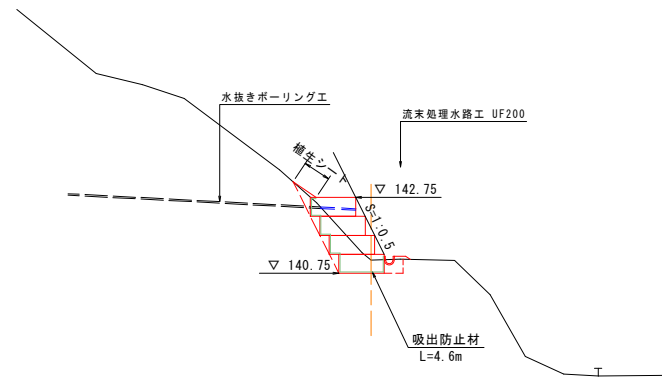 水抜きボーリング工
流末処理水路工 UF200
植生シート
▽ 142.75
S=1:0.5
▽ 140.75
吸出防止材
L=4.6m